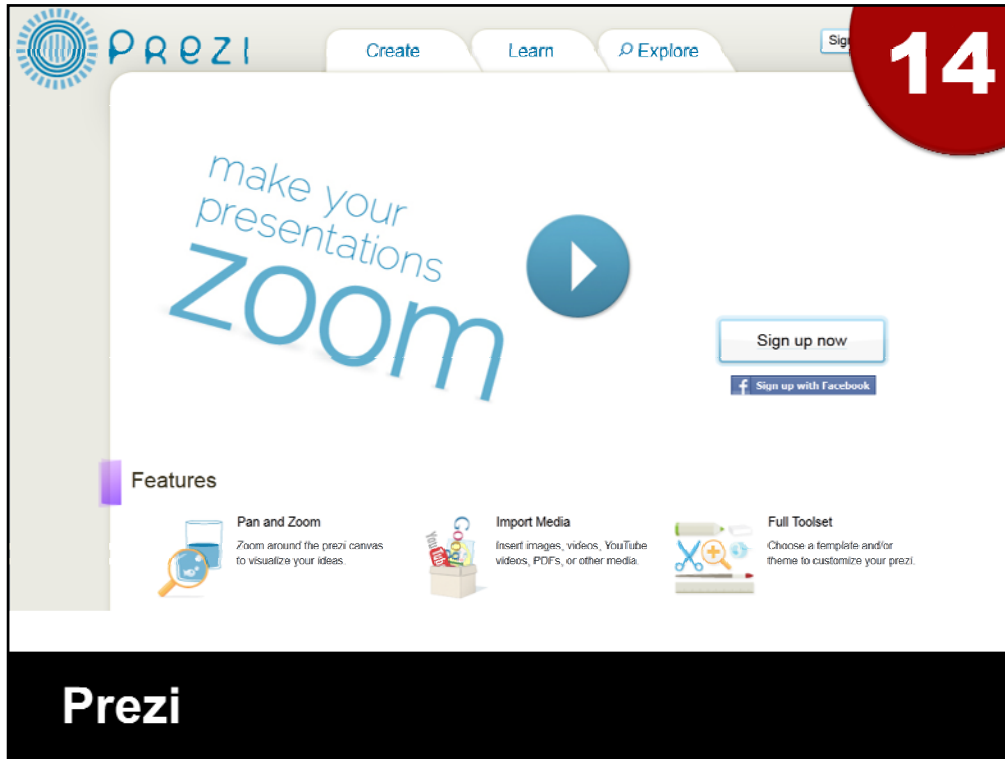 PREZI
Create
Learn
Explore
14
make your
presentations
zoom
Sign up now
f Sign up with Facebook
Features
Pan and Zoom
Zoom around the prezi canvas
to visualize your ideas.
Import Media
Insert images, videos, YouTube
videos, PDFs, or other media.
Full Toolset
Choose a template and/or
theme to customize your prezi.
Prezi